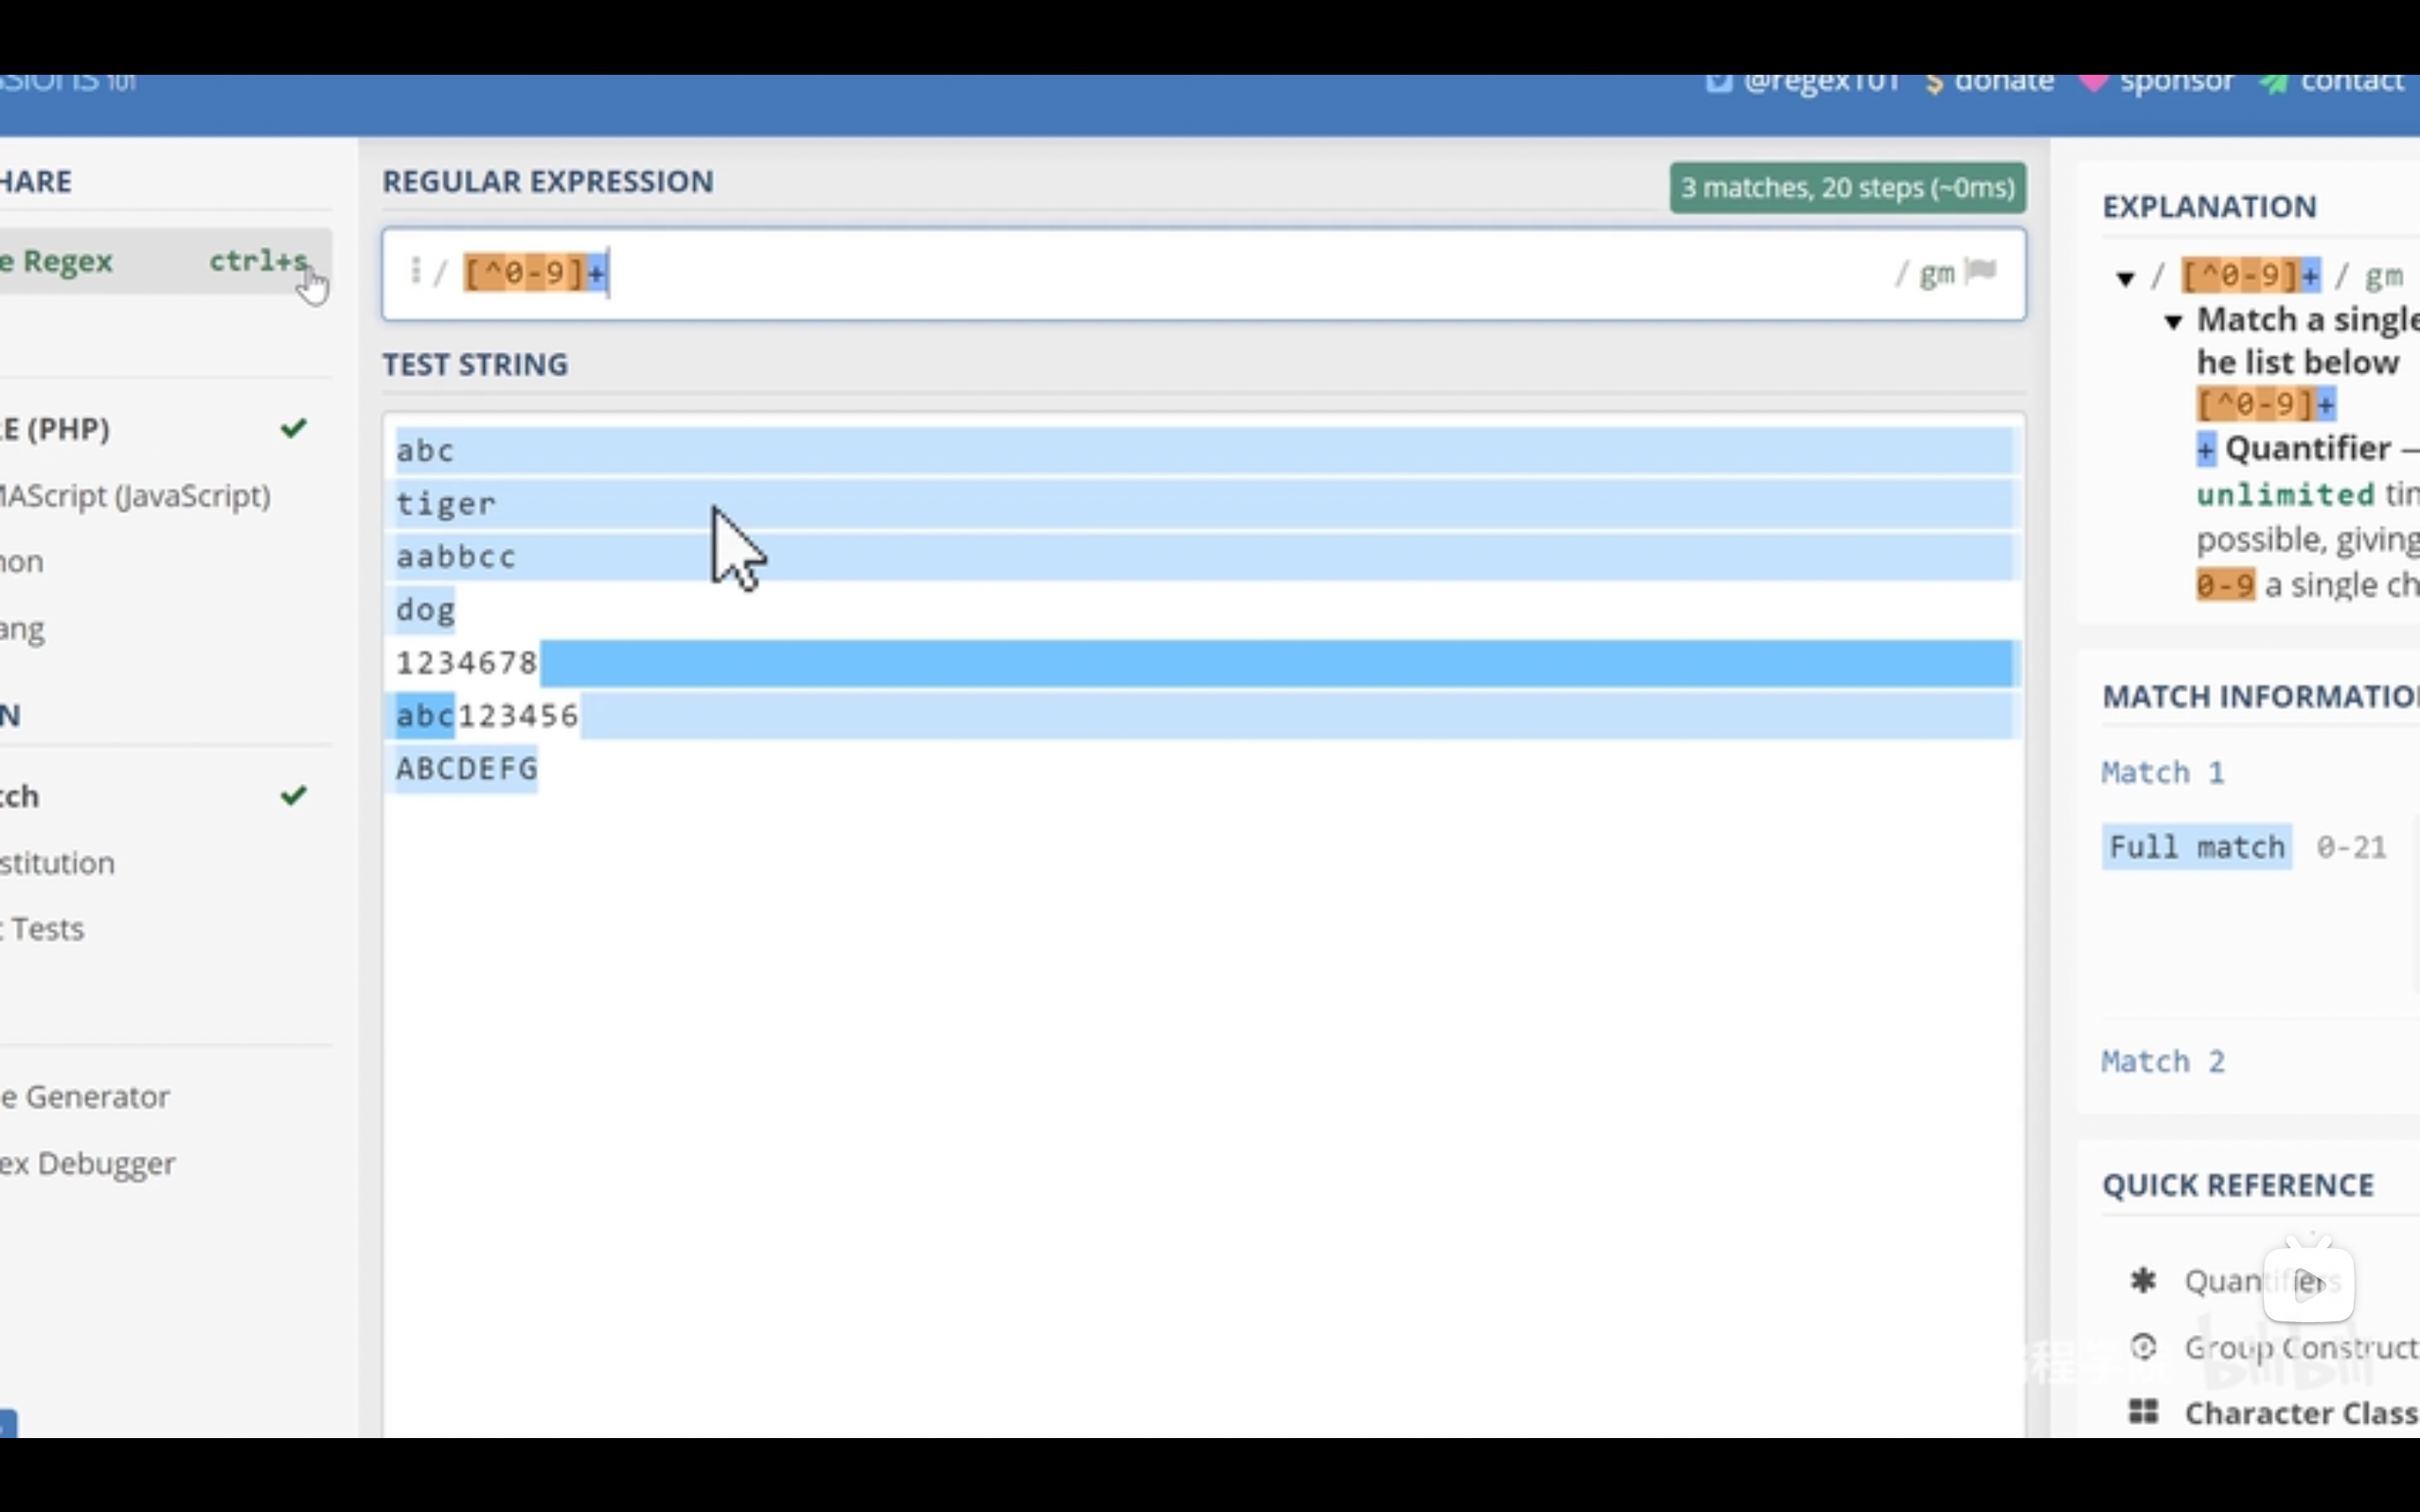 ssions 101
@regex101 donate sponsor contact
HARE
e Regex ctrl+s
E (PHP)
MAScript (JavaScript)
hon
ang
N
tch
stitution
t Tests
e Generator
ex Debugger
REGULAR EXPRESSION
3 matches, 20 steps (~0ms)
/ [^0-9]+ / gm
TEST STRING
abc
tiger
aabbcc
dog
1234678
abc123456
ABCDEFG
EXPLANATION
/ [^0-9]+ / gm
Match a single
he list below
[^0-9]+
+ Quantifier —
unlimited tin
possible, giving
0-9 a single ch
MATCH INFORMATIO
Match 1
Full match 0-21
Match 2
QUICK REFERENCE
Quantifiers
Group Construct
Character Class
bilibili